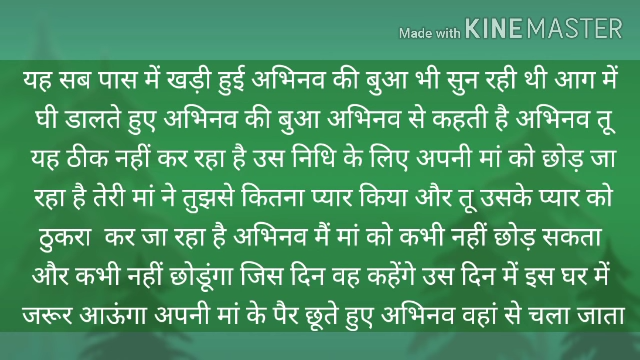 Made with KINEMASTER
यह सब पास में खड़ी हुई अभिनव की बुआ भी सुन रही थी आग में
घी डालते हुए अभिनव की बुआ अभिनव से कहती है अभिनव तू
यह ठीक नहीं कर रहा है उस निधि के लिए अपनी मां को छोड़ जा
रहा है तेरी मां ने तुझसे कितना प्यार किया और तू उसके प्यार को
ठुकरा कर जा रहा है अभिनव मैं मां को कभी नहीं छोड़ सकता
और कभी नहीं छोडूंगा जिस दिन वह कहेंगे उस दिन में इस घर में
जरूर आऊंगा अपनी मां के पैर छूते हुए अभिनव वहां से चला जाता